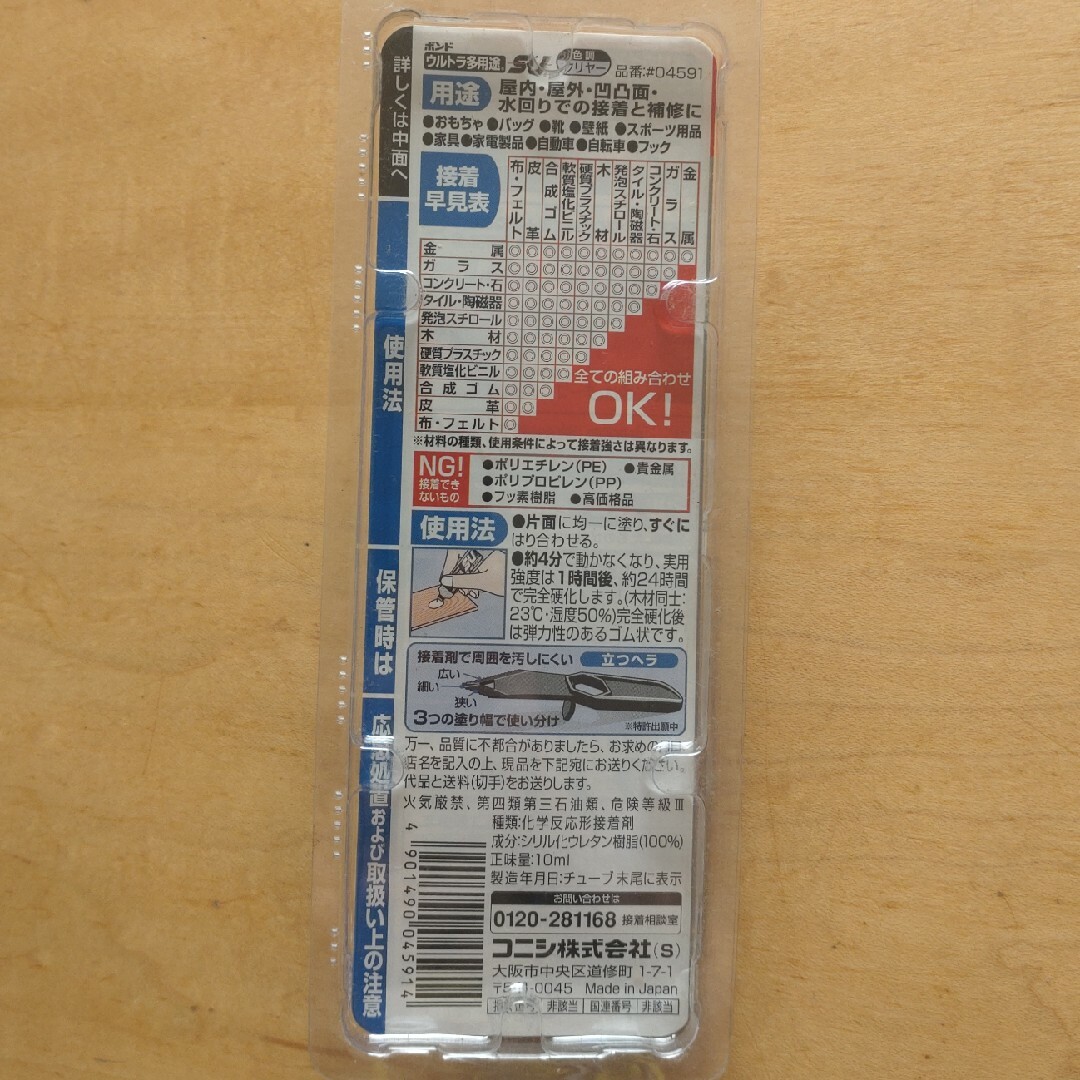 詳しくは中面へ
ボンド
ウルトラ多用途 SU 色調 クリヤー 品番:#04591
用途 屋内・屋外・凹凸面・
水回りでの接着と補修に
●おもちゃ●バッグ●靴●壁紙●スポーツ用品
●家具●家電製品●自動車●自転車●フック
接着
早見表
布・フェルト
皮革
合成ゴム
軟質塩化ビニル
硬質プラスチック
木材
発泡スチロール
タイル・陶磁器
コンクリート・石
ガラス
金属
金属 ◎◎◎◎◎◎◎◎◎◎◎
ガラス ◎◎◎◎◎◎◎◎◎◎
コンクリート・石 ◎◎◎◎◎◎◎◎◎
タイル・陶磁器 ◎◎◎◎◎◎◎◎
発泡スチロール ◎◎◎◎◎◎◎
木材 ◎◎◎◎◎◎
硬質プラスチック ◎◎◎◎◎
軟質塩化ビニル ◎◎◎◎
合成ゴム ◎◎◎
皮革 ◎◎
布・フェルト ◎
全ての組み合わせ
OK!
※材料の種類、使用条件によって接着強さは異なります。
NG!
接着でき
ないもの
●ポリエチレン(PE) ●貴金属
●ポリプロピレン(PP)
●フッ素樹脂 ●高価格品
使用法
●片面に均一に塗り、すぐに
はり合わせる。
●約4分で動かなくなり、実用
強度は1時間後、約24時間
で完全硬化します。(木材同士:
23℃・湿度50%)完全硬化後
は弾力性のあるゴム状です。
接着剤で周囲を汚しにくい 立つヘラ
広い
細い
狭い
3つの塗り幅で使い分け ※特許出願中
万一、品質に不都合がありましたら、お求めの
店名を記入の上、現品を下記宛にお送りください。
代呈と送料(切手)をお送りします。
火気厳禁、第四類第三石油類、危険等級Ⅲ
種類:化学反応形接着剤
成分:シリル化ウレタン樹脂(100%)
正味量:10ml
製造年月日:チューブ末尾に表示
お問い合わせは
0120-281168 接着相談室
コニシ株式会社(S)
大阪市中央区道修町1-7-1
〒541-0045 Made in Japan
非該当 国連番号 非該当
4 901490 045914
使用法
保管時は
応急処置および取扱い上の注意